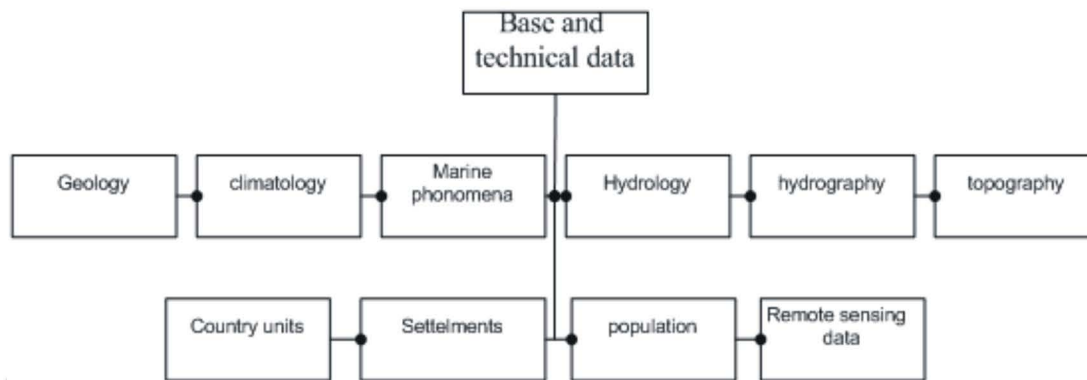 Base and
technical data
Geology
climatology
Marine
phonomena
Hydrology
hydrography
topography
Country units
Settelments
population
Remote sensing
data